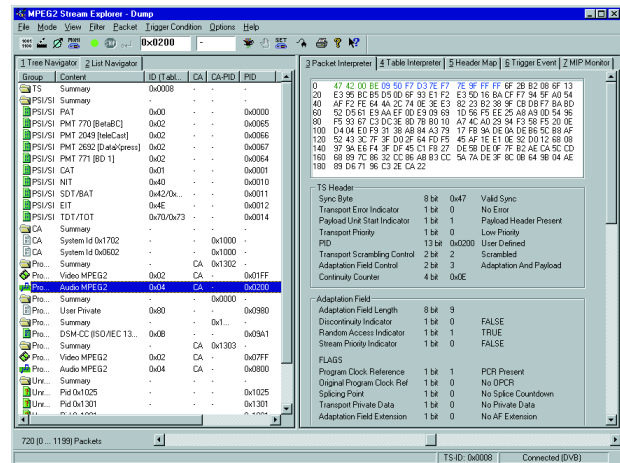 MPEG2 Stream Explorer - Dump
File Mode View Filter Packet Trigger Condition Options Help
0x0200 -
1 Tree Navigator 2 List Navigator
Group Content ID (Tabl... CA CA-PID PID
TS Summary 0x0008 - - -
PSI/SI Summary - - - -
PSI/SI PAT 0x00 - - 0x0000
PSI/SI PMT 770 [BetaBC] 0x02 - - 0x0065
PSI/SI PMT 2049 [teleCast] 0x02 - - 0x0066
PSI/SI PMT 2692 [DataXpress] 0x02 - - 0x0067
PSI/SI PMT 771 [BD 1] 0x02 - - 0x0064
PSI/SI CAT 0x01 - - 0x0001
PSI/SI NIT 0x40 - - 0x0010
PSI/SI SDT/BAT 0x42/0x... - - 0x0011
PSI/SI EIT 0x4E - - 0x0012
PSI/SI TDT/TOT 0x70/0x73 - - 0x0014
CA Summary - - - -
CA System Id 0x1702 - - 0x1000 -
CA System Id 0x0602 - - 0x1000 -
Pro... Summary - CA 0x1302 -
Pro... Video MPEG2 0x02 CA - 0x01FF
Pro... Audio MPEG2 0x04 CA - 0x0200
Pro... Summary - - 0x0000 -
Pro... User Private 0x80 - - 0x0980
Pro... Summary - - 0x1... -
Pro... DSM-CC (ISO/IEC 13... 0x0B - - 0x09A1
Pro... Summary - CA 0x1303 -
Pro... Video MPEG2 0x02 CA - 0x07FF
Pro... Audio MPEG2 0x04 CA - 0x0800
Unr... Summary - - - -
Unr... Pid 0x1025 - - - 0x1025
Unr... Pid 0x1301 - - - 0x1301
3 Packet Interpreter 4 Table Interpreter 5 Header Map 6 Trigger Event 7 MIP Monitor
0 47 42 00 BE 09 50 F7 D3 7E F7 7E 9F FF FF 6F 2B B2 08 6F 13
20 E3 95 BC B5 D5 0D 6F 93 E1 F2 E3 5D 16 BA CF F7 94 5F A0 54
40 AF F2 FE 64 4A 2C 74 0E 3E E3 82 23 B2 38 9F CB DB F7 BA BD
60 52 D5 61 E9 AA EF 0D E9 09 69 1D 56 F5 EE 25 A8 A9 0D 54 96
80 F5 93 67 C3 DC 3E 8D 7B B0 10 A7 4C A0 29 94 F3 58 F5 20 0E
100 D4 04 E0 F9 31 38 AB 84 A3 79 17 FB 9A DE 0A DE B6 5C B8 AF
120 52 43 3C 7F 3F D0 2F 64 FD F5 45 AF 1E E1 0E 92 D0 12 68 08
140 97 9A E6 F4 3F DF 45 C1 F8 27 DE 5B DE 0F 7F B2 AE CA 5C CD
160 68 89 7C 86 32 CC 86 AB B3 CC 5A 7A DE 3F 8C 0B 64 9B 04 AE
180 89 D6 71 96 C3 2E CA 22
TS Header
Sync Byte 8 bit 0x47 Valid Sync
Transport Error Indicator 1 bit 0 No Error
Payload Unit Start Indicator 1 bit 1 Payload Header Present
Transport Priority 1 bit 0 Low Priority
PID 13 bit 0x0200 User Defined
Transport Scrambling Control 2 bit 2 Scrambled
Adaptation Field Control 2 bit 3 Adaptation And Payload
Continuity Counter 4 bit 0x0E
Adaptation Field
Adaptation Field Length 8 bit 9
Discontinuity Indicator 1 bit 0 FALSE
Random Access Indicator 1 bit 1 TRUE
Stream Priority Indicator 1 bit 0 FALSE
FLAGS
Program Clock Reference 1 bit 1 PCR Present
Original Program Clock Ref 1 bit 0 No OPCR
Splicing Point 1 bit 0 No Splice Countdown
Transport Private Data 1 bit 0 No Private Data
Adaptation Field Extension 1 bit 0 No AF Extension
720 (0 ... 1199) Packets
TS-ID: 0x0008 Connected (DVB)